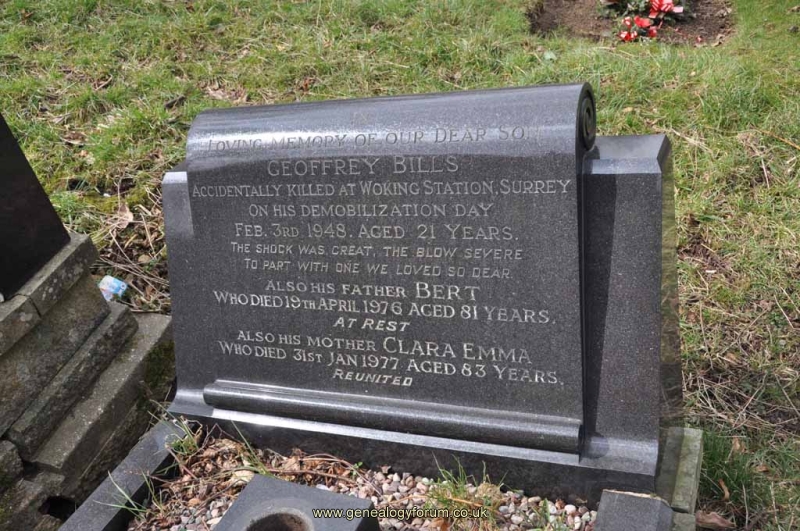 LOVING MEMORY OF OUR DEAR SON
GEOFFREY BILLS
ACCIDENTALLY KILLED AT WOKING STATION, SURREY
ON HIS DEMOBILIZATION DAY
FEB. 3RD 1948. AGED 21 YEARS.
THE SHOCK WAS GREAT, THE BLOW SEVERE
TO PART WITH ONE WE LOVED SO DEAR.
ALSO HIS FATHER BERT
WHO DIED 19TH APRIL 1976 AGED 81 YEARS.
AT REST
ALSO HIS MOTHER CLARA EMMA
WHO DIED 31ST JAN 1977 AGED 83 YEARS.
REUNITED
www.genealogyforum.co.uk